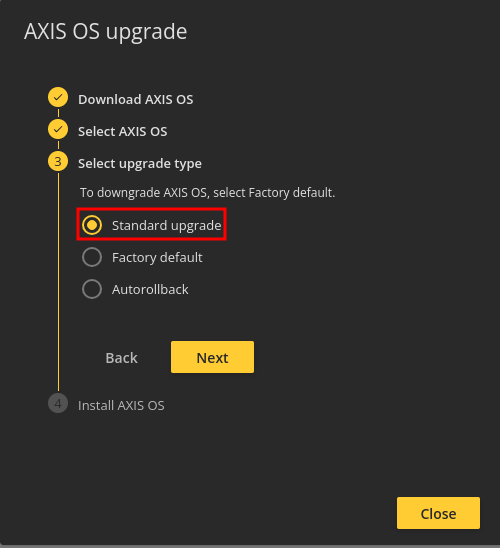 AXIS OS upgrade
Download AXIS OS
Select AXIS OS
3 Select upgrade type
To downgrade AXIS OS, select Factory default.
Standard upgrade
Factory default
Autorollback
Back Next
4 Install AXIS OS
Close